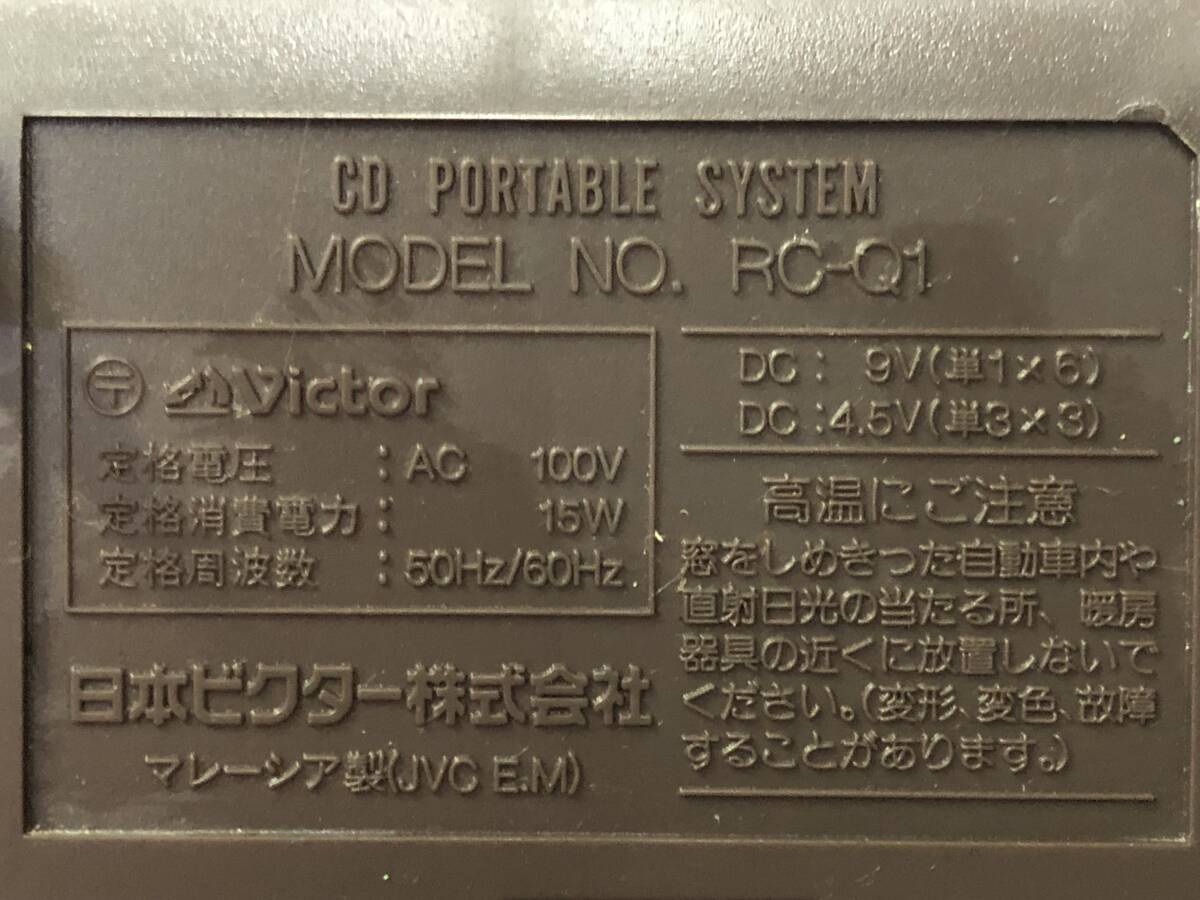 CD PORTABLE SYSTEM
MODEL NO. RC-Q1
〒 Victor
定格電圧 : AC 100V
定格消費電力 : 15W
定格周波数 : 50Hz/60Hz
日本ビクター株式会社
マレーシア製(JVC E.M)
DC : 9V(単1×6)
DC :4.5V(単3×3)
高温にご注意
窓をしめきった自動車内や
直射日光の当たる所、暖房
器具の近くに放置しないで
ください。(変形、変色、故障
することがあります。)